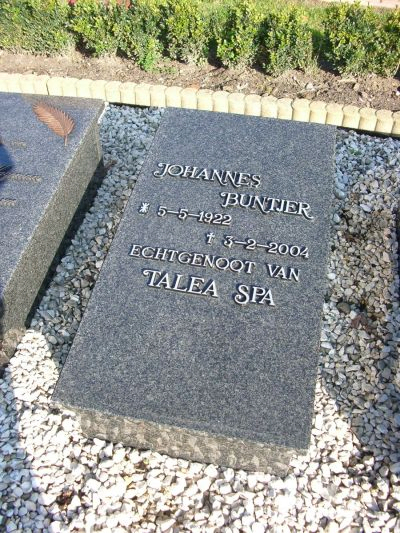 JOHANNES
BUNTJER
* 5-5-1922
† 3-2-2004
ECHTGENOOT VAN
TALEA SPA